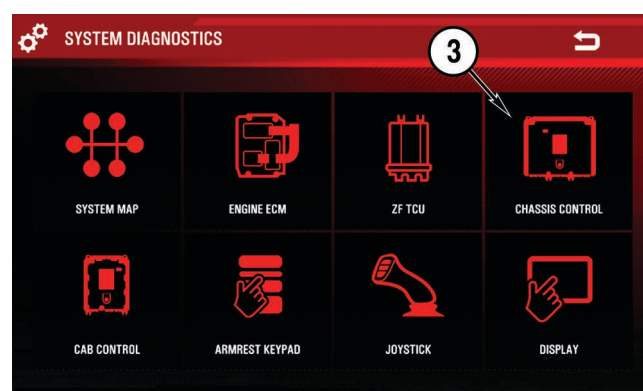 SYSTEM DIAGNOSTICS
3
SYSTEM MAP
ENGINE ECM
ZF TCU
CHASSIS CONTROL
CAB CONTROL
ARMREST KEYPAD
JOYSTICK
DISPLAY